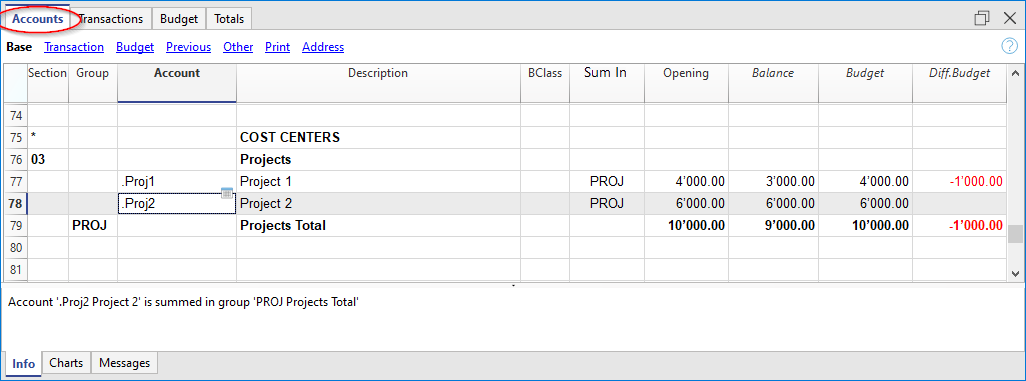 Accounts Transactions Budget Totals
Base Transaction Budget Previous Other Print Address
Section Group Account Description BClass Sum In Opening Balance Budget Diff.Budget
74
75 * COST CENTERS
76 03 Projects
77 .Proj1 Project 1 PROJ 4’000.00 3’000.00 4’000.00 -1’000.00
78 .Proj2 Project 2 PROJ 6’000.00 6’000.00 6’000.00
79 PROJ Projects Total 10’000.00 9’000.00 10’000.00 -1’000.00
80
81
Account '.Proj2 Project 2' is summed in group 'PROJ Projects Total'
Info Charts Messages